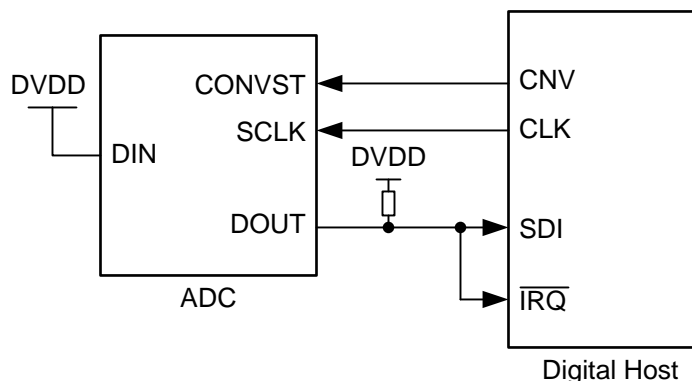 DVDD
DIN
CONVST
SCLK
DOUT
ADC
DVDD
CNV
CLK
SDI
IRQ
Digital Host